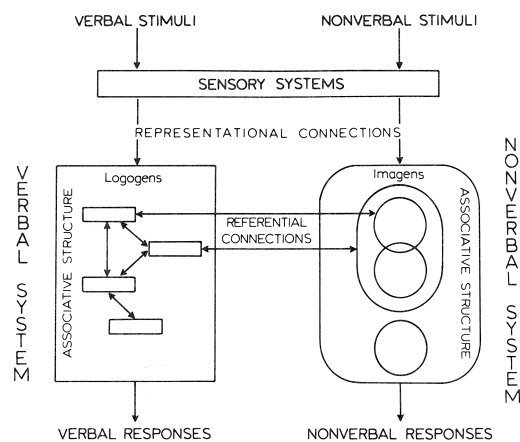 VERBAL STIMULI
NONVERBAL STIMULI
SENSORY SYSTEMS
REPRESENTATIONAL CONNECTIONS
VERBAL SYSTEM
Logogens
ASSOCIATIVE STRUCTURE
REFERENTIAL
CONNECTIONS
Imagens
ASSOCIATIVE STRUCTURE
NONVERBAL SYSTEM
VERBAL RESPONSES
NONVERBAL RESPONSES